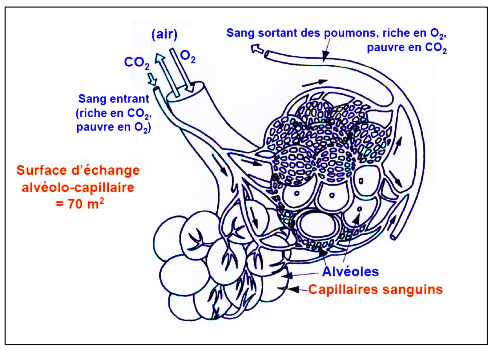 (air)
CO₂
O₂
Sang sortant des poumons, riche en O₂,
pauvre en CO₂
Sang entrant
(riche en CO₂,
pauvre en O₂)
Surface d'échange
alvéolo-capillaire
= 70 m²
Alvéoles
Capillaires sanguins